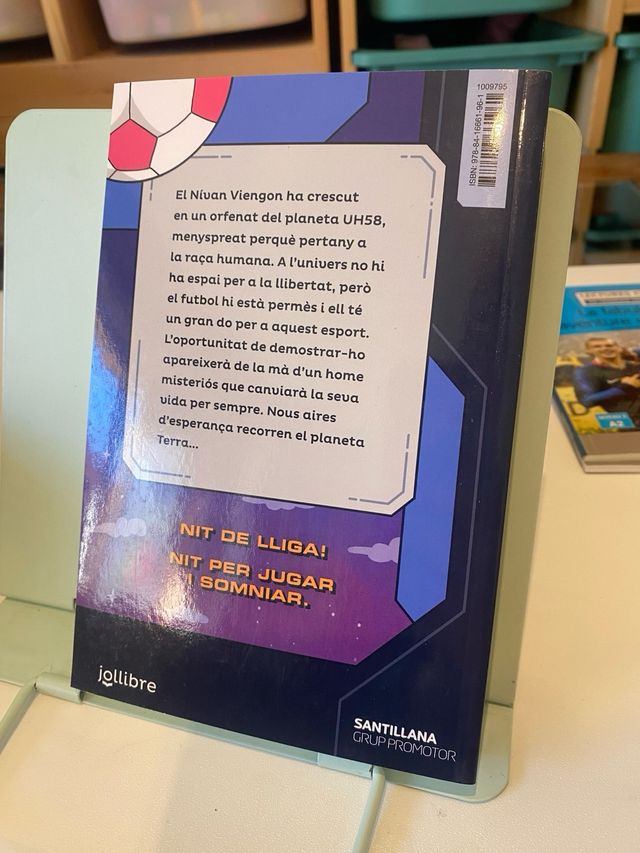 1009795
ISBN: 978-84-16661-96-1
El Nívan Viengon ha crescut
en un orfenat del planeta UH58,
menyspreat perquè pertany a
la raça humana. A l'univers no hi
ha espai per a la llibertat, però
el futbol hi està permès i ell té
un gran do per a aquest esport.
L'oportunitat de demostrar-ho
apareixerà de la mà d'un home
misteriós que canviarà la seva
vida per sempre. Nous aires
d'esperança recorren el planeta
Terra...
NIT DE LLIGA!
NIT PER JUGAR
I SOMNIAR.
jollibre
SANTILLANA
GRUP PROMOTOR
A2